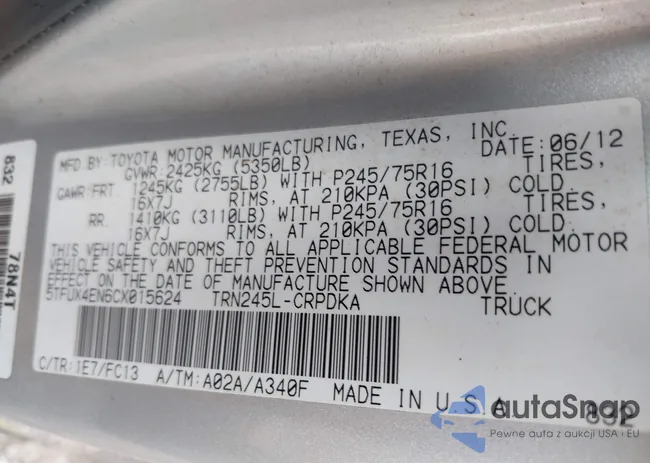 MFD BY: TOYOTA MOTOR MANUFACTURING, TEXAS, INC.
GVWR: 2425KG (5350LB) DATE: 06/12
GAWR: FRT 1245KG (2755LB) WITH P245/75R16 TIRES,
16X7J RIMS, AT 210KPA (30PSI) COLD.
RR. 1410KG (3110LB) WITH P245/75R16 TIRES,
16X7J RIMS, AT 210KPA (30PSI) COLD.
THIS VEHICLE CONFORMS TO ALL APPLICABLE FEDERAL MOTOR
VEHICLE SAFETY AND THEFT PREVENTION STANDARDS IN
EFFECT ON THE DATE OF MANUFACTURE SHOWN ABOVE.
5TFUX4EN6CX015624 TRN245L-CRPDKA TRUCK
C/TR: 1E7/FC13 A/TM: A02A/A340F MADE IN U S A
832
832
78N4T
autaSnap
Pewne auta z aukcji USA i EU